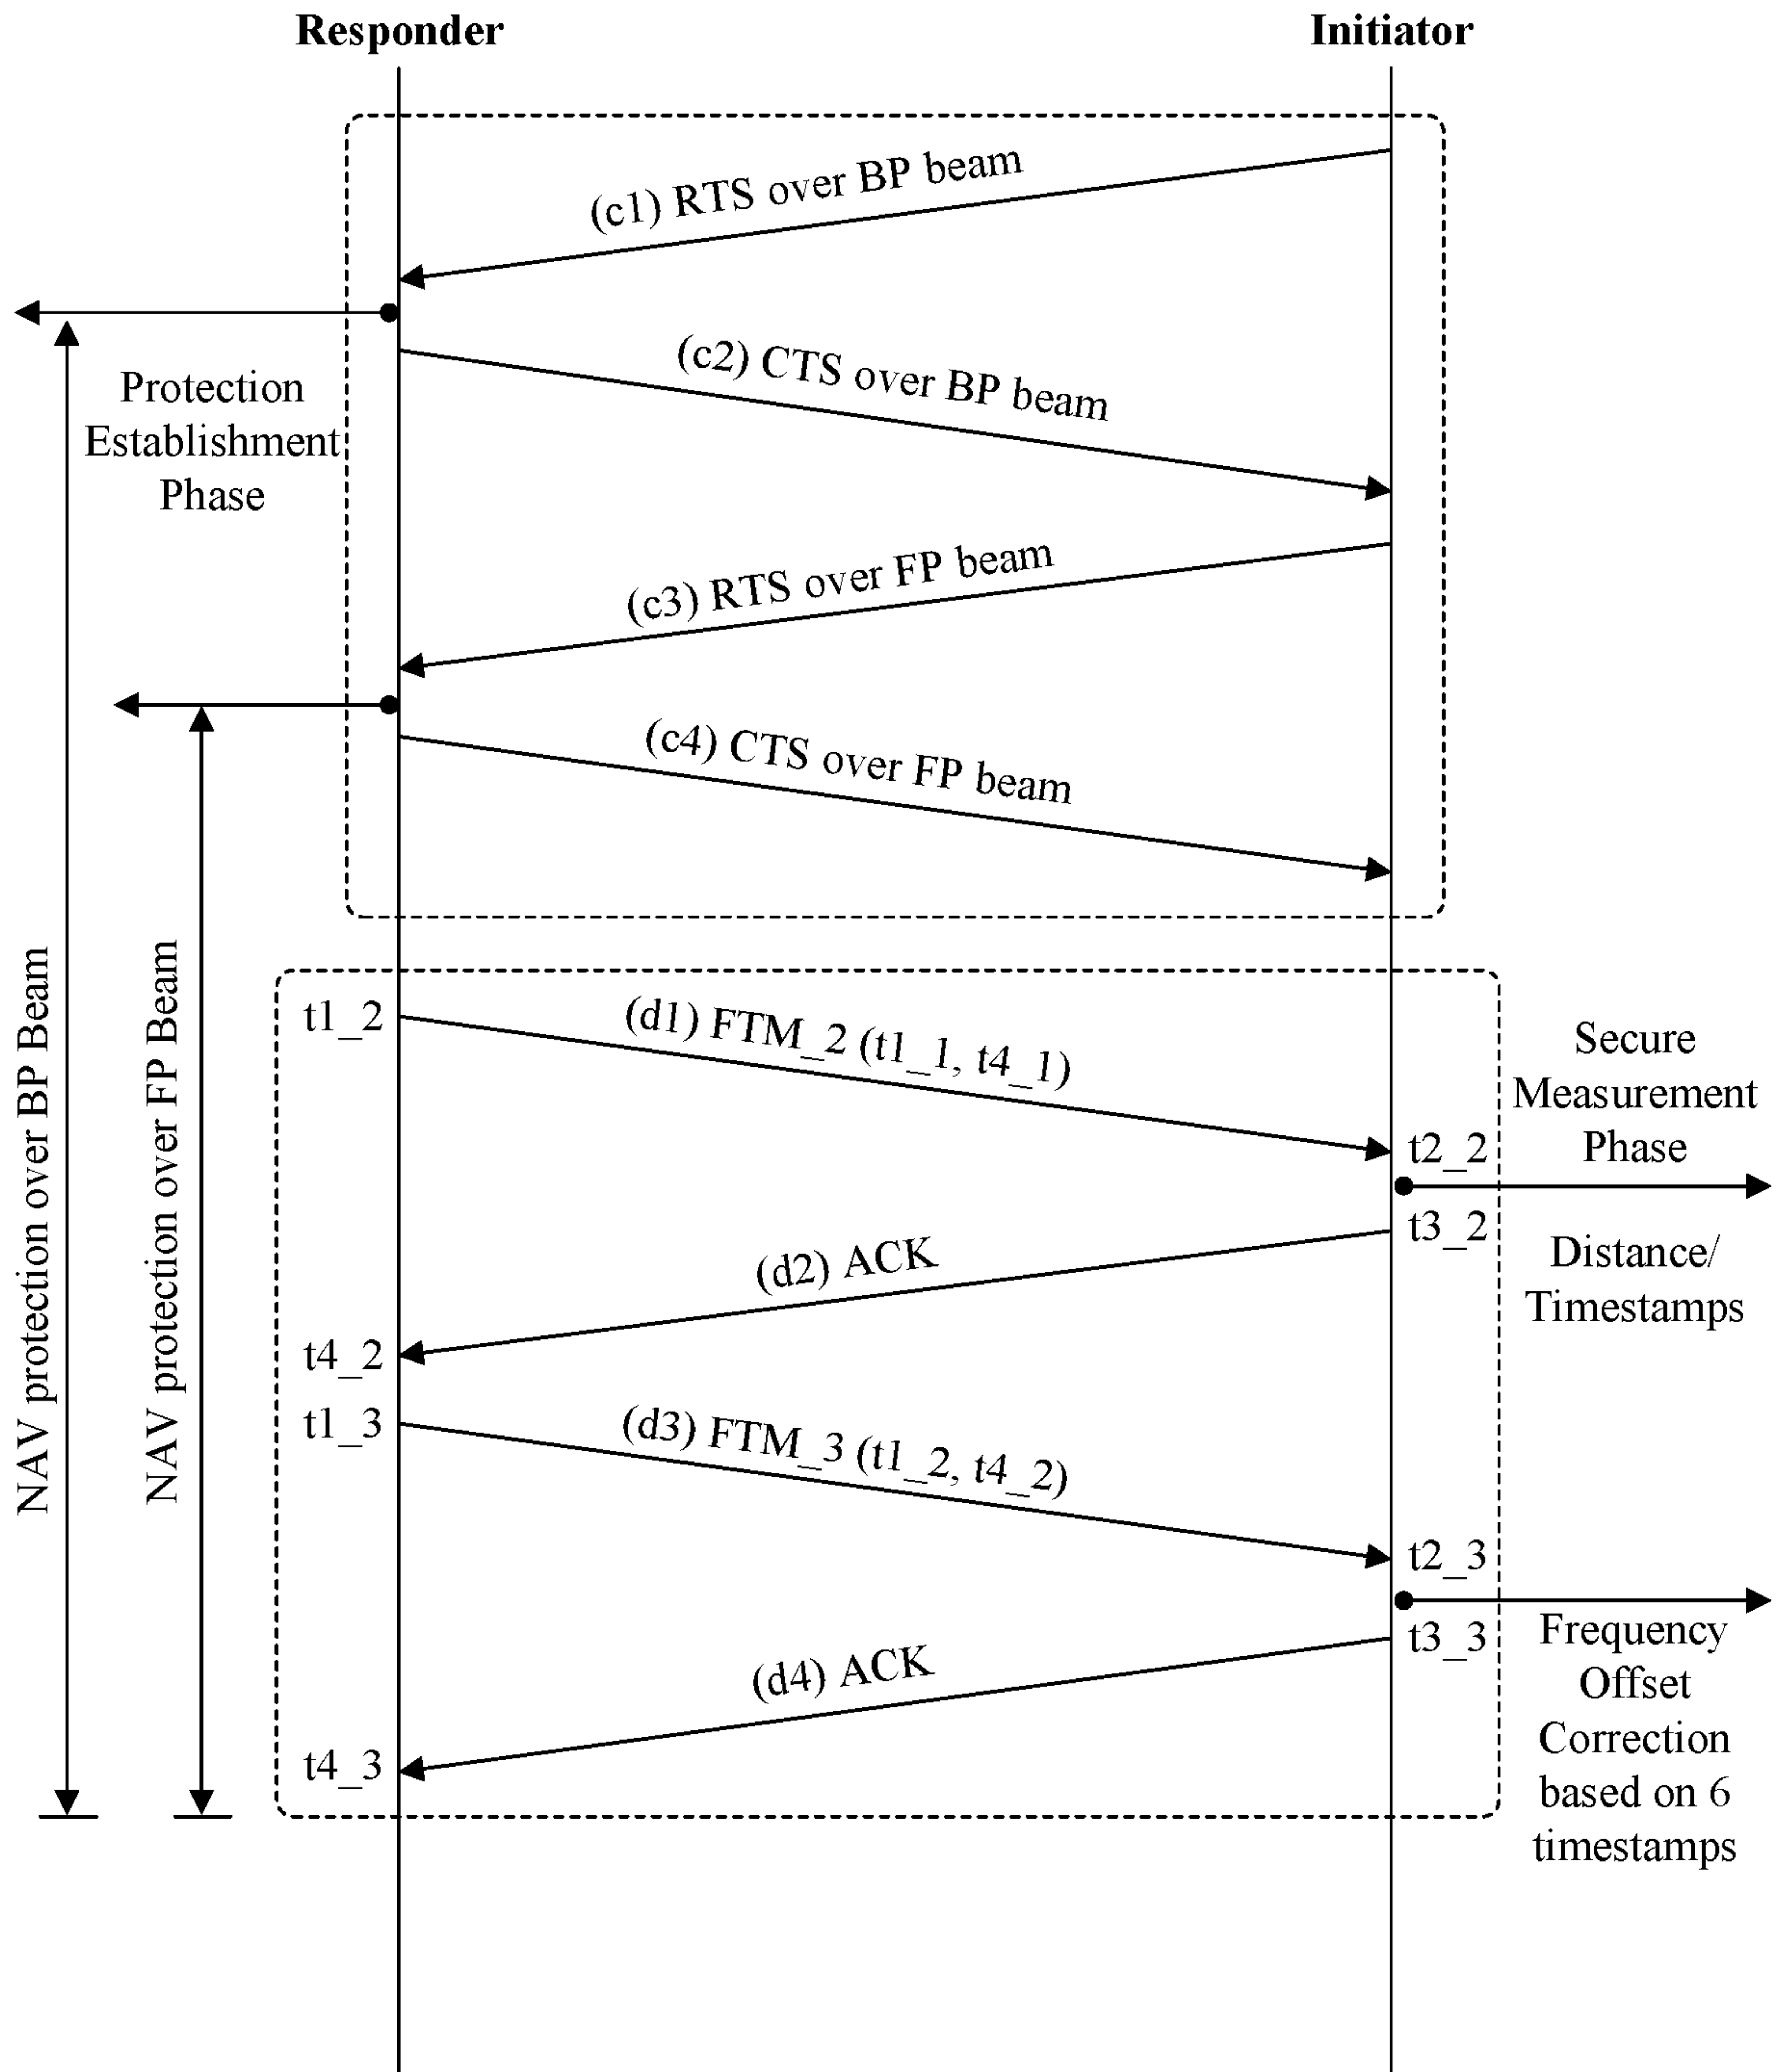 Responder
Initiator
(c1) RTS over BP beam
(c2) CTS over BP beam
Protection
Establishment
Phase
(c3) RTS over FP beam
(c4) CTS over FP beam
NAV protection over BP Beam
NAV protection over FP Beam
t1_2
(d1) FTM_2 (t1_1, t4_1)
Secure
Measurement
Phase
t2_2
t3_2
(d2) ACK
Distance/
Timestamps
t4_2
t1_3
(d3) FTM_3 (t1_2, t4_2)
t2_3
t3_3
(d4) ACK
Frequency
Offset
Correction
based on 6
timestamps
t4_3